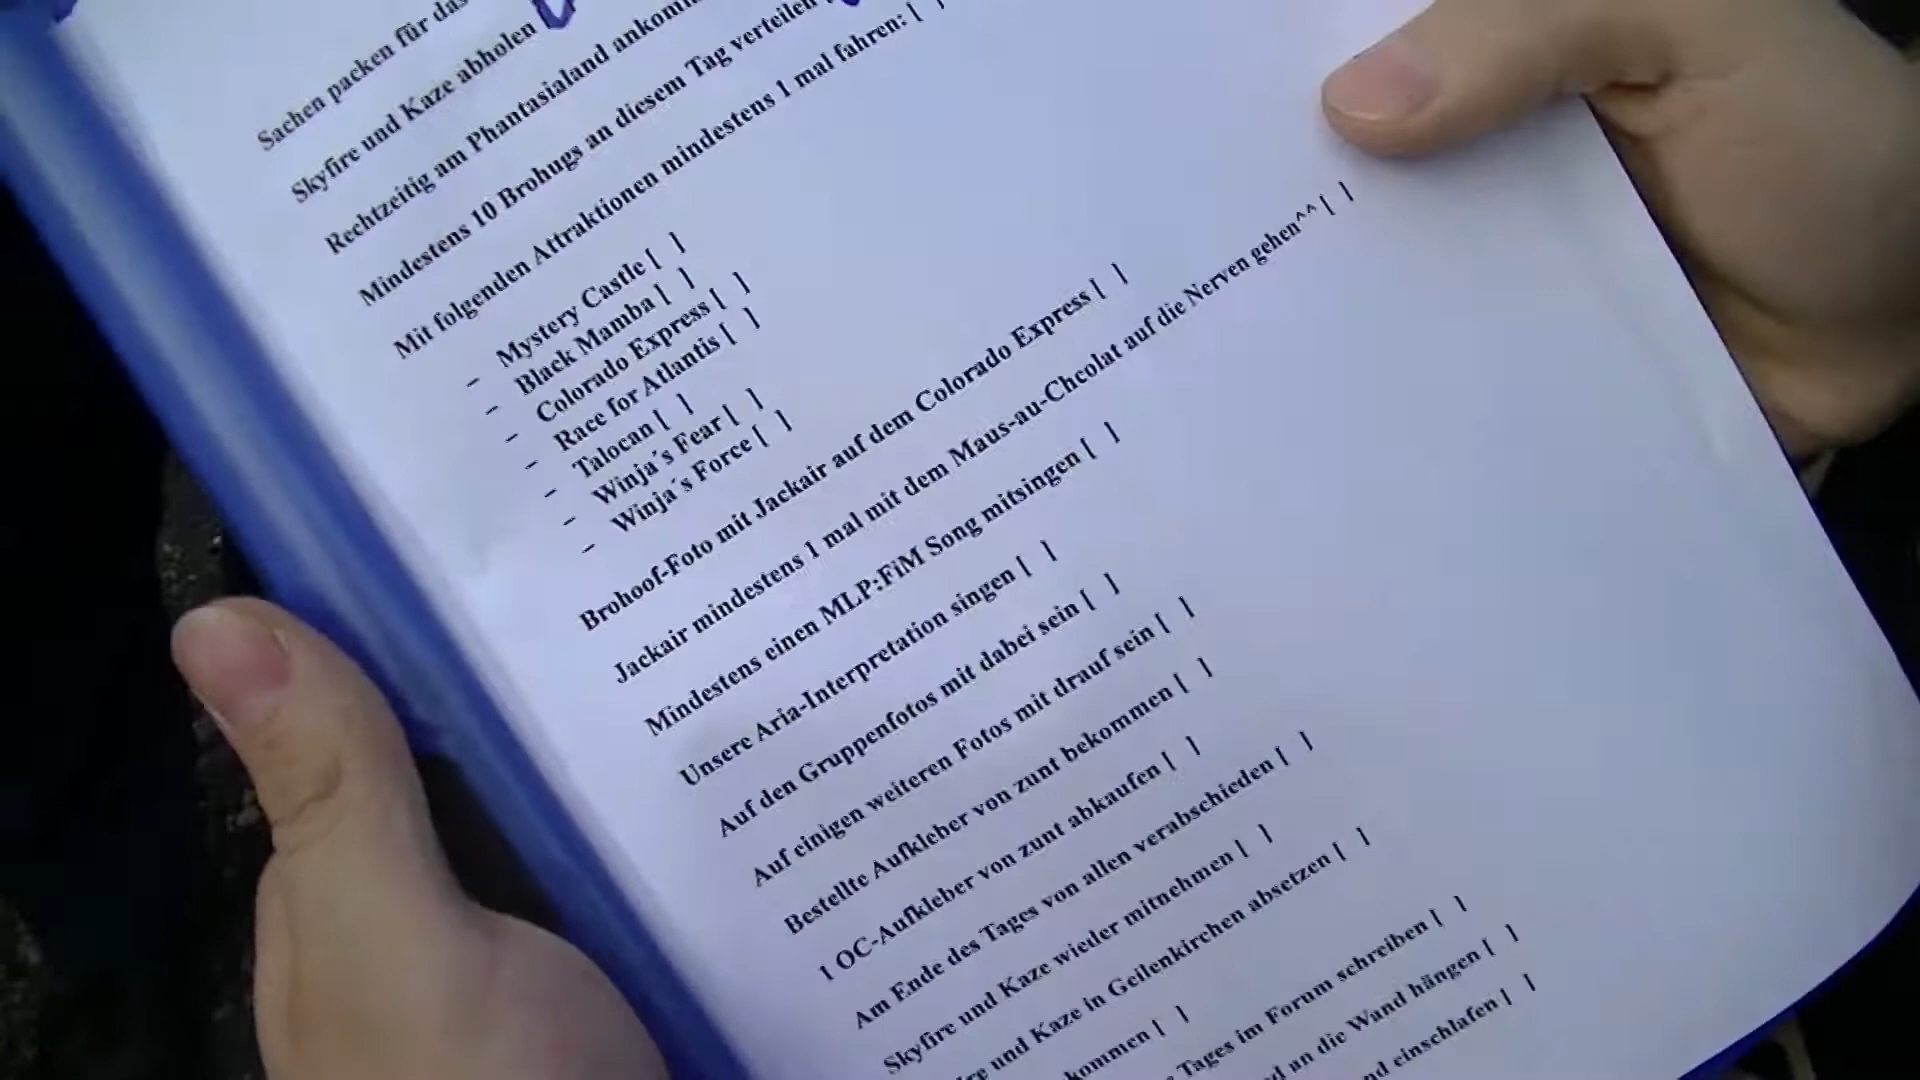 Sachen packen für das
Skyfire und Kaze abholen [
Rechtzeitig am Phantasialand
Mindestens 10 Brohugs an diesem Tag verteilen
Mit folgenden Attraktionen mindestens 1 mal fahren: [ ]
- Mystery Castle [ ]
- Black Mamba [ ]
- Colorado Express [ ]
- Race for Atlantis [ ]
- Talocan [ ]
- Winja´s Fear [ ]
- Winja´s Force [ ]
Brohoof-Foto mit Jackair auf dem Colorado Express [ ]
Jackair mindestens 1 mal mit dem Maus-au-Chcolat auf die Nerven gehen^^ [ ]
Mindestens einen MLP:FiM Song mitsingen [ ]
Unsere Aria-Interpretation singen [ ]
Auf den Gruppenfotos mit dabei sein [ ]
Auf einigen weiteren Fotos mit drauf sein [ ]
Bestellte Aufkleber von zunt bekommen [ ]
1 OC-Aufkleber von zunt abkaufen [ ]
Am Ende des Tages von allen verabschieden [ ]
Skyfire und Kaze wieder mitnehmen [ ]
re und Kaze in Geilenkirchen absetzen [ ]
kommen [ ]
Tages im Forum schreiben [ ]
d an die Wand hängen [ ]
nd einschlafen [ ]